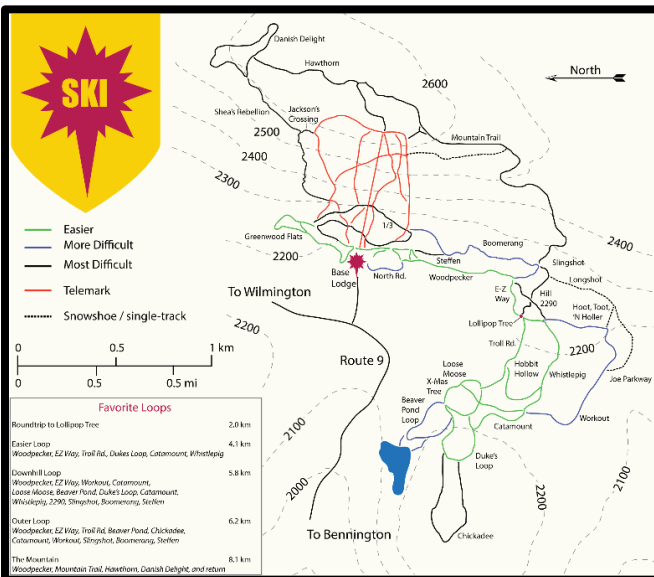 SKI
Danish Delight
Hawthorn
North
2600
Shea's Rebellion
Jackson's
Crossing
2500
Mountain Trail
2400
2300
Easier
More Difficult
Most Difficult
Telemark
Snowshoe / single-track
Greenwood Flats
1/3
2200
Base
Lodge
North Rd.
Steffen
Woodpecker
Boomerang
2400
Slingshot
Longshot
E-Z
Way
Hill
2290
Hoot, Toot,
'N Holler
Lollipop Tree
To Wilmington
2200
0 0.5 1 km
0 0.5 0.5 mi
Route 9
Troll Rd.
2200
Loose
Moose
Hobbit
Hollow
Whistlepig
Joe Parkway
X-Mas
Tree
Beaver
Pond
Loop
Catamount
Workout
2100
2000
Duke's
Loop
2200
2100
To Bennington
Chickadee
Favorite Loops
Roundtrip to Lollipop Tree 2.0 km
Easier Loop 4.1 km
Woodpecker, EZ Way, Troll Rd., Dukes Loop, Catamount, Whistlepig
Downhill Loop 5.8 km
Woodpecker, EZ Way, Workout, Catamount,
Loose Moose, Beaver Pond, Duke's Loop, Catamount,
Whistlepig, 2290, Slingshot, Boomerang, Steffen
Outer Loop 6.2 km
Woodpecker, EZ Way, Troll Rd, Beaver Pond, Chickadee,
Catamount, Workout, Slingshot, Boomerang, Steffen
The Mountain 8.1 km
Woodpecker, Mountain Trail, Hawthorn, Danish Delight, and return